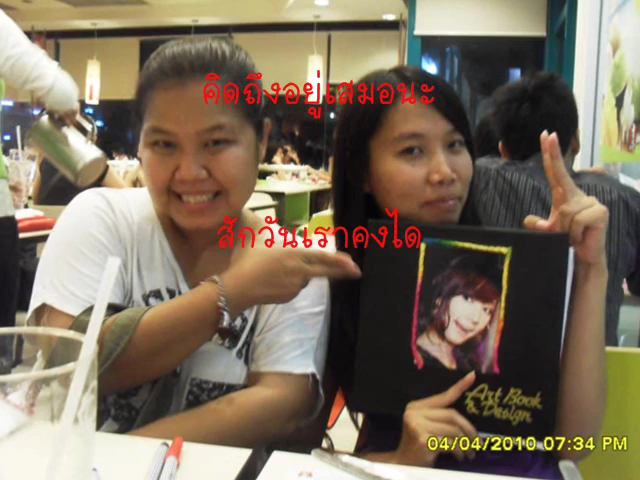 คิดถึงอยู่เสมอนะ
สักวันเราคงได้
Art Book
& Design
04/04/2010 07:34 PM